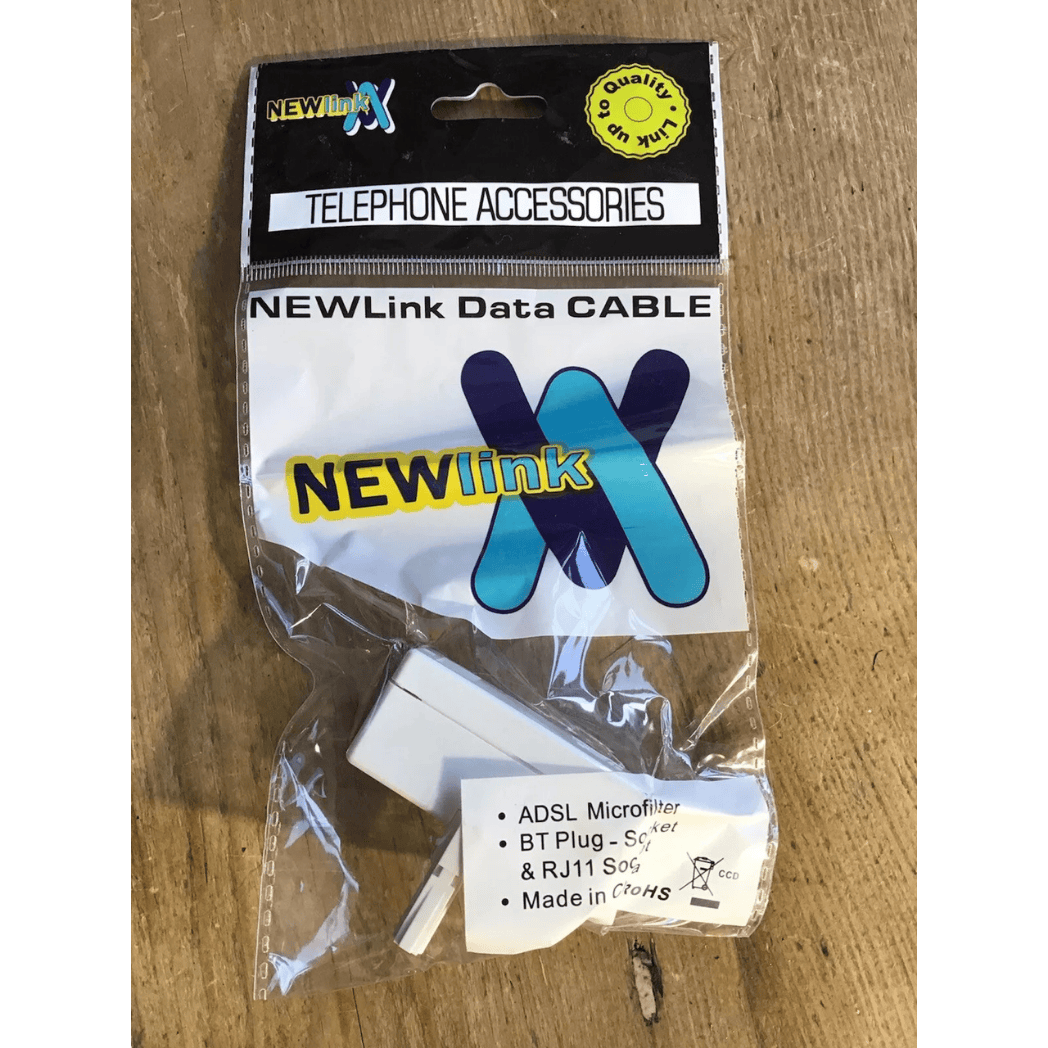 NEWlink
Link up to Quality
TELEPHONE ACCESSORIES
NEWLink Data CABLE
NEWlink
• ADSL Microfilter
• BT Plug - Socket
& RJ11
• Made in
RoHS
CCD